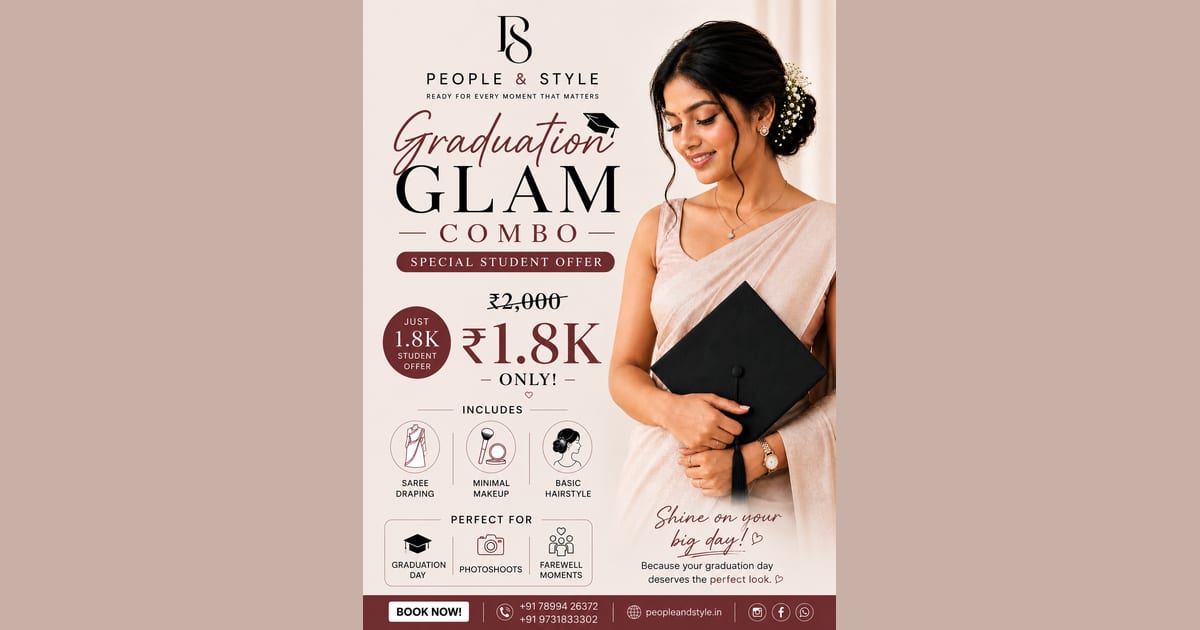 PS
PEOPLE & STYLE
READY FOR EVERY MOMENT THAT MATTERS
Graduation
GLAM
COMBO
SPECIAL STUDENT OFFER
₹2,000
JUST
1.8K
STUDENT
OFFER
₹1.8K
ONLY!
INCLUDES
SAREE
DRAPING
MINIMAL
MAKEUP
BASIC
HAIRSTYLE
PERFECT FOR
GRADUATION
DAY
PHOTOSHOOTS
FAREWELL
MOMENTS
Shine on your
big day!
Because your graduation day
deserves the perfect look.
BOOK NOW!
+91 78994 26372
+91 9731833302
peopleandstyle.in